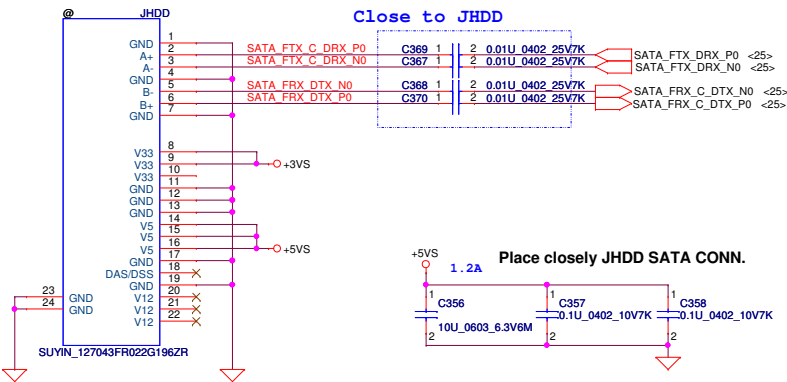 @ JHDD Close to JHDD
GND 1
A+ 2 SATA_FTX_C_DRX_P0 C369 1 2 0.01U_0402_25V7K SATA_FTX_DRX_P0 <25>
A- 3 SATA_FTX_C_DRX_N0 C367 1 2 0.01U_0402_25V7K SATA_FTX_DRX_N0 <25>
GND 4
B- 5 SATA_FRX_DTX_N0 C368 1 2 0.01U_0402_25V7K SATA_FRX_C_DTX_N0 <25>
B+ 6 SATA_FRX_DTX_P0 C370 1 2 0.01U_0402_25V7K SATA_FRX_C_DTX_P0 <25>
GND 7
V33 8
V33 9 +3VS
V33 10
GND 11
GND 12
GND 13
V5 14
V5 15
V5 16 +5VS
GND 17
DAS/DSS 18
GND 19
V12 20
V12 21
V12 22
23 GND
24 GND
SUYIN_127043FR022G196ZR
+5VS
1.2A
Place closely JHDD SATA CONN.
1 C356 10U_0603_6.3V6M 2
1 C357 0.1U_0402_10V7K 2
1 C358 0.1U_0402_10V7K 2